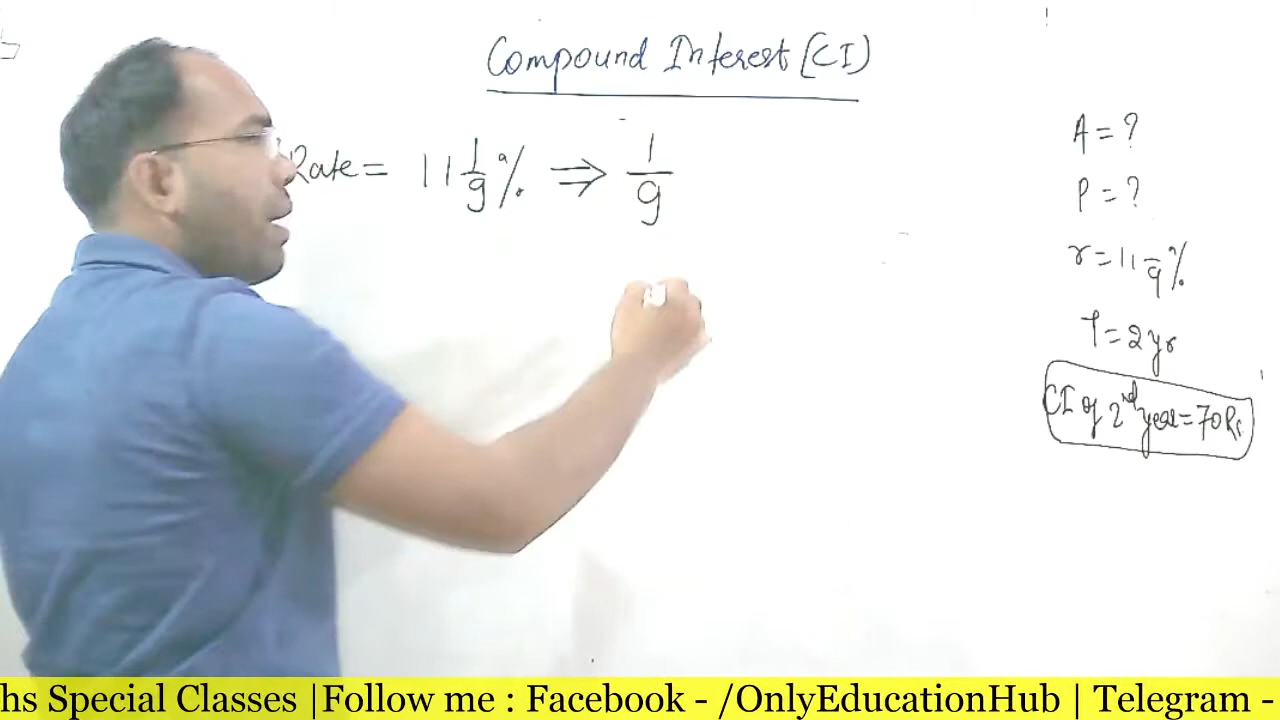 Compound Interest (CI)
Rate = 11 1/9 % ⇒ 1/9
A = ?
P = ?
r = 11 1/9 %
T = 2 yr
CI of 2nd year = 70 Rs
hs Special Classes |Follow me : Facebook - /OnlyEducationHub | Telegram -